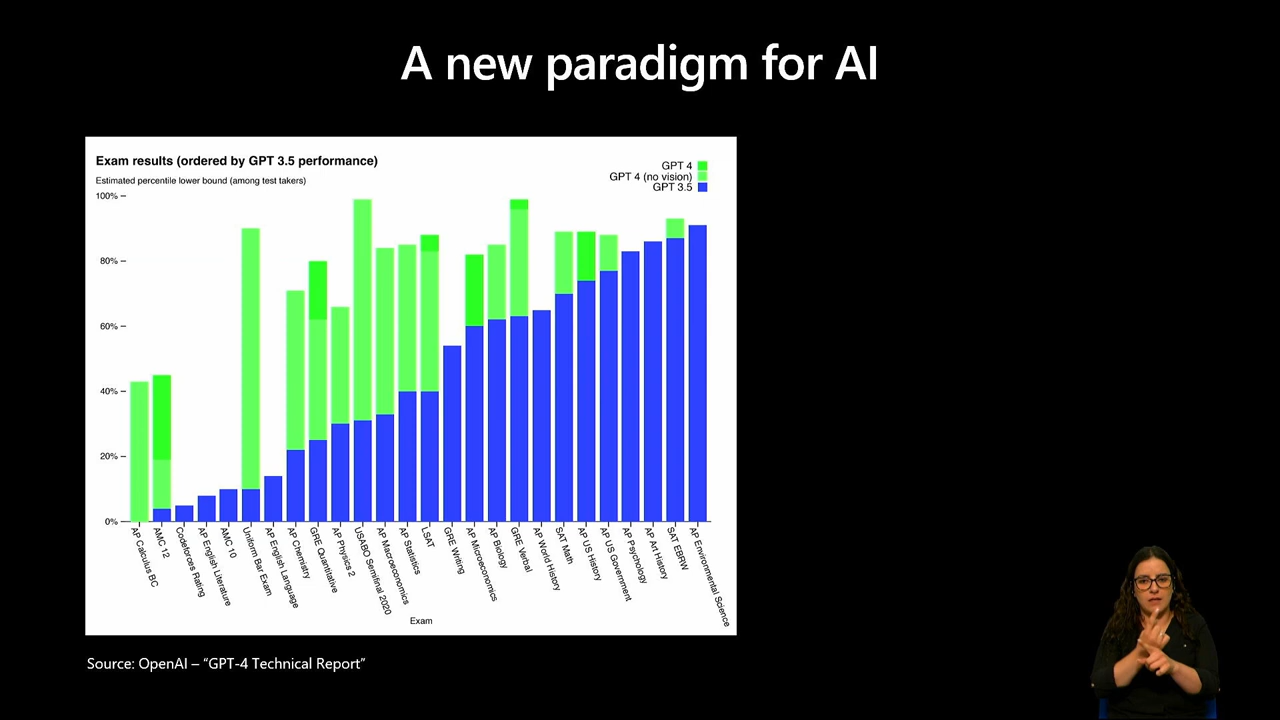 A new paradigm for AI
Exam results (ordered by GPT 3.5 performance)
Estimated percentile lower bound (among test takers)
GPT 4
GPT 4 (no vision)
GPT 3.5
100%
80%
60%
40%
20%
0%
AP Calculus BC
AMC 12
Codeforces Rating
AP English Literature
AMC 10
Uniform Bar Exam
AP English Language
AP Chemistry
GRE Quantitative
AP Physics 2
USABO Semifinal 2020
AP Macroeconomics
AP Statistics
LSAT
GRE Writing
AP Microeconomics
AP Biology
GRE Verbal
AP World History
SAT Math
AP US History
AP US Government
AP Psychology
AP Art History
SAT EBRW
AP Environmental Science
Exam
Source: OpenAI – “GPT-4 Technical Report”